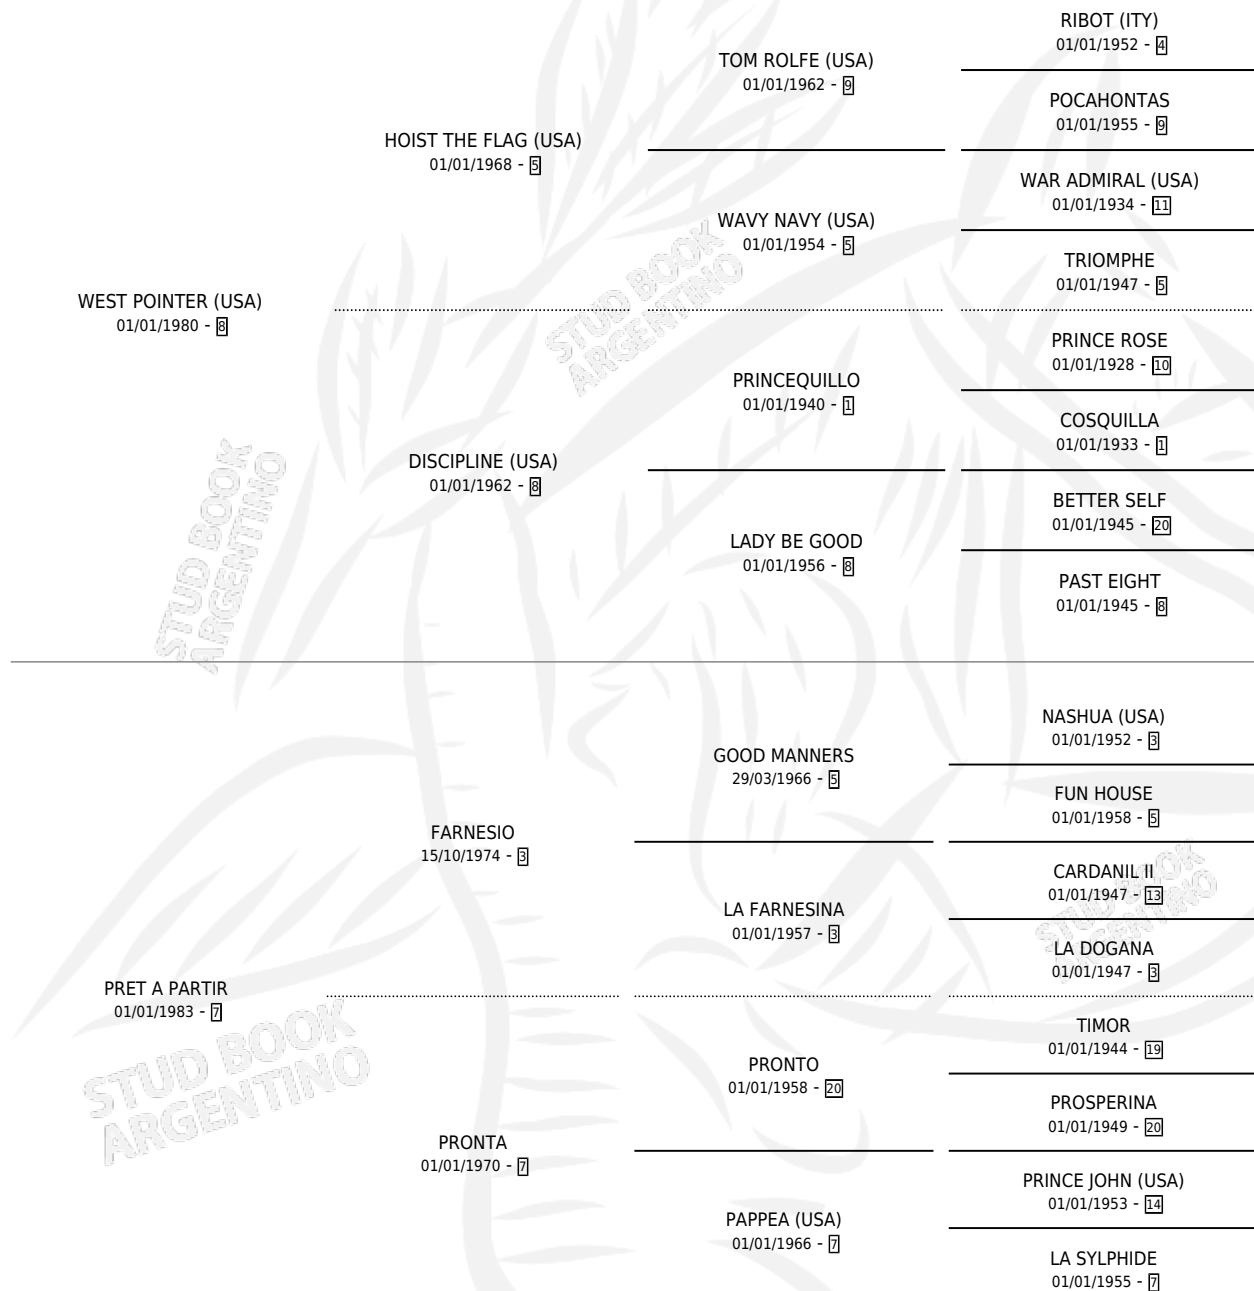 WEST POINTER (USA)
01/01/1980 - 8
HOIST THE FLAG (USA)
01/01/1968 - 5
DISCIPLINE (USA)
01/01/1962 - 8
TOM ROLFE (USA)
01/01/1962 - 9
WAVY NAVY (USA)
01/01/1954 - 5
PRINCEQUILLO
01/01/1940 - 1
LADY BE GOOD
01/01/1956 - 8
RIBOT (ITY)
01/01/1952 - 4
POCAHONTAS
01/01/1955 - 9
WAR ADMIRAL (USA)
01/01/1934 - 11
TRIOMPHE
01/01/1947 - 5
PRINCE ROSE
01/01/1928 - 10
COSQUILLA
01/01/1933 - 1
BETTER SELF
01/01/1945 - 20
PAST EIGHT
01/01/1945 - 8
PRET A PARTIR
01/01/1983 - 7
FARNESIO
15/10/1974 - 3
PRONTA
01/01/1970 - 7
GOOD MANNERS
29/03/1966 - 5
LA FARNESINA
01/01/1957 - 3
PRONTO
01/01/1958 - 20
PAPPEA (USA)
01/01/1966 - 7
NASHUA (USA)
01/01/1952 - 3
FUN HOUSE
01/01/1958 - 5
CARDANIL II
01/01/1947 - 13
LA DOGANA
01/01/1947 - 3
TIMOR
01/01/1944 - 19
PROSPERINA
01/01/1949 - 20
PRINCE JOHN (USA)
01/01/1953 - 14
LA SYLPHIDE
01/01/1955 - 7
STUD BOOK
ARGENTINO
STUD BOOK
ARGENTINO
STUD BOOK
ARGENTINO
STUD BOOK
ARGENTINO